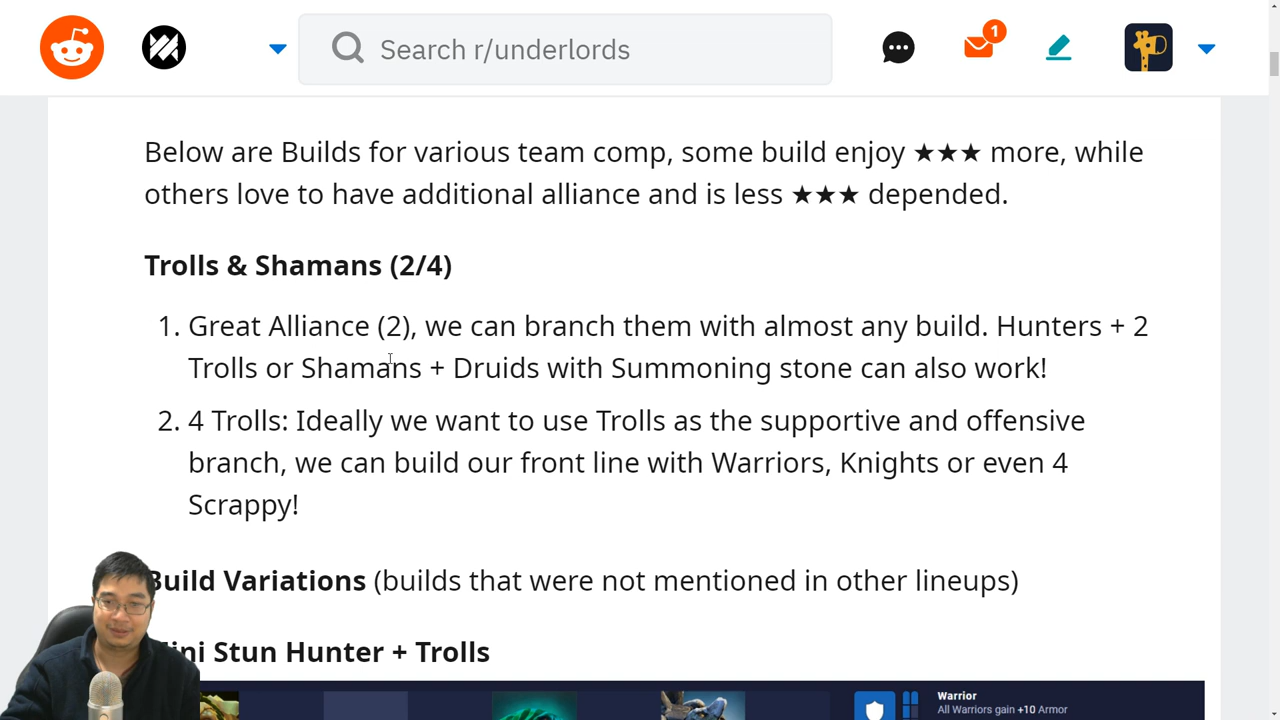 Search r/underlords
1
Below are Builds for various team comp, some build enjoy ★★★ more, while
others love to have additional alliance and is less ★★★ depended.
Trolls & Shamans (2/4)
1. Great Alliance (2), we can branch them with almost any build. Hunters + 2
Trolls or Shamans + Druids with Summoning stone can also work!
2. 4 Trolls: Ideally we want to use Trolls as the supportive and offensive
branch, we can build our front line with Warriors, Knights or even 4
Scrappy!
Build Variations (builds that were not mentioned in other lineups)
Mini Stun Hunter + Trolls
Warrior
All Warriors gain +10 Armor